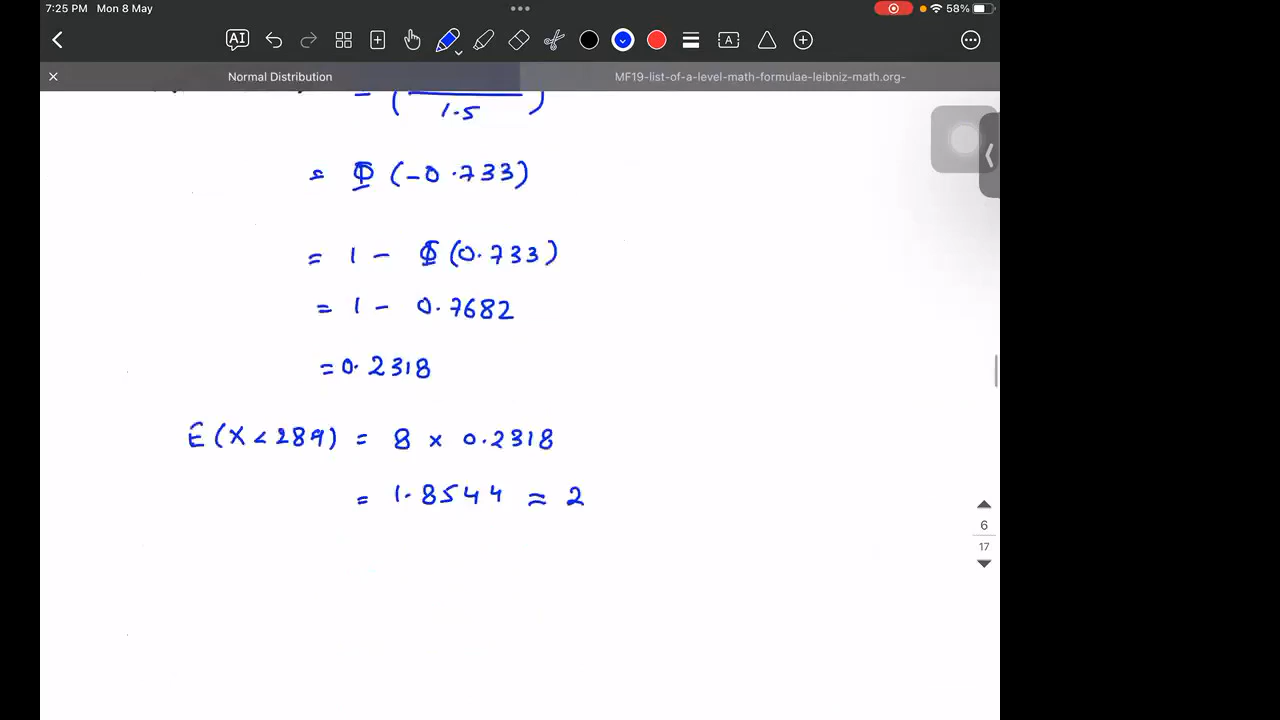 7:25 PM Mon 8 May
58%
AI
A
Normal Distribution
MF19-list-of-a-level-math-formulae-leibniz-math.org-
= ( / 1.5 )
= Φ (-0.733)
= 1 - Φ (0.733)
= 1 - 0.7682
= 0.2318
E (X < 289) = 8 × 0.2318
= 1.8544 ≈ 2
6
17